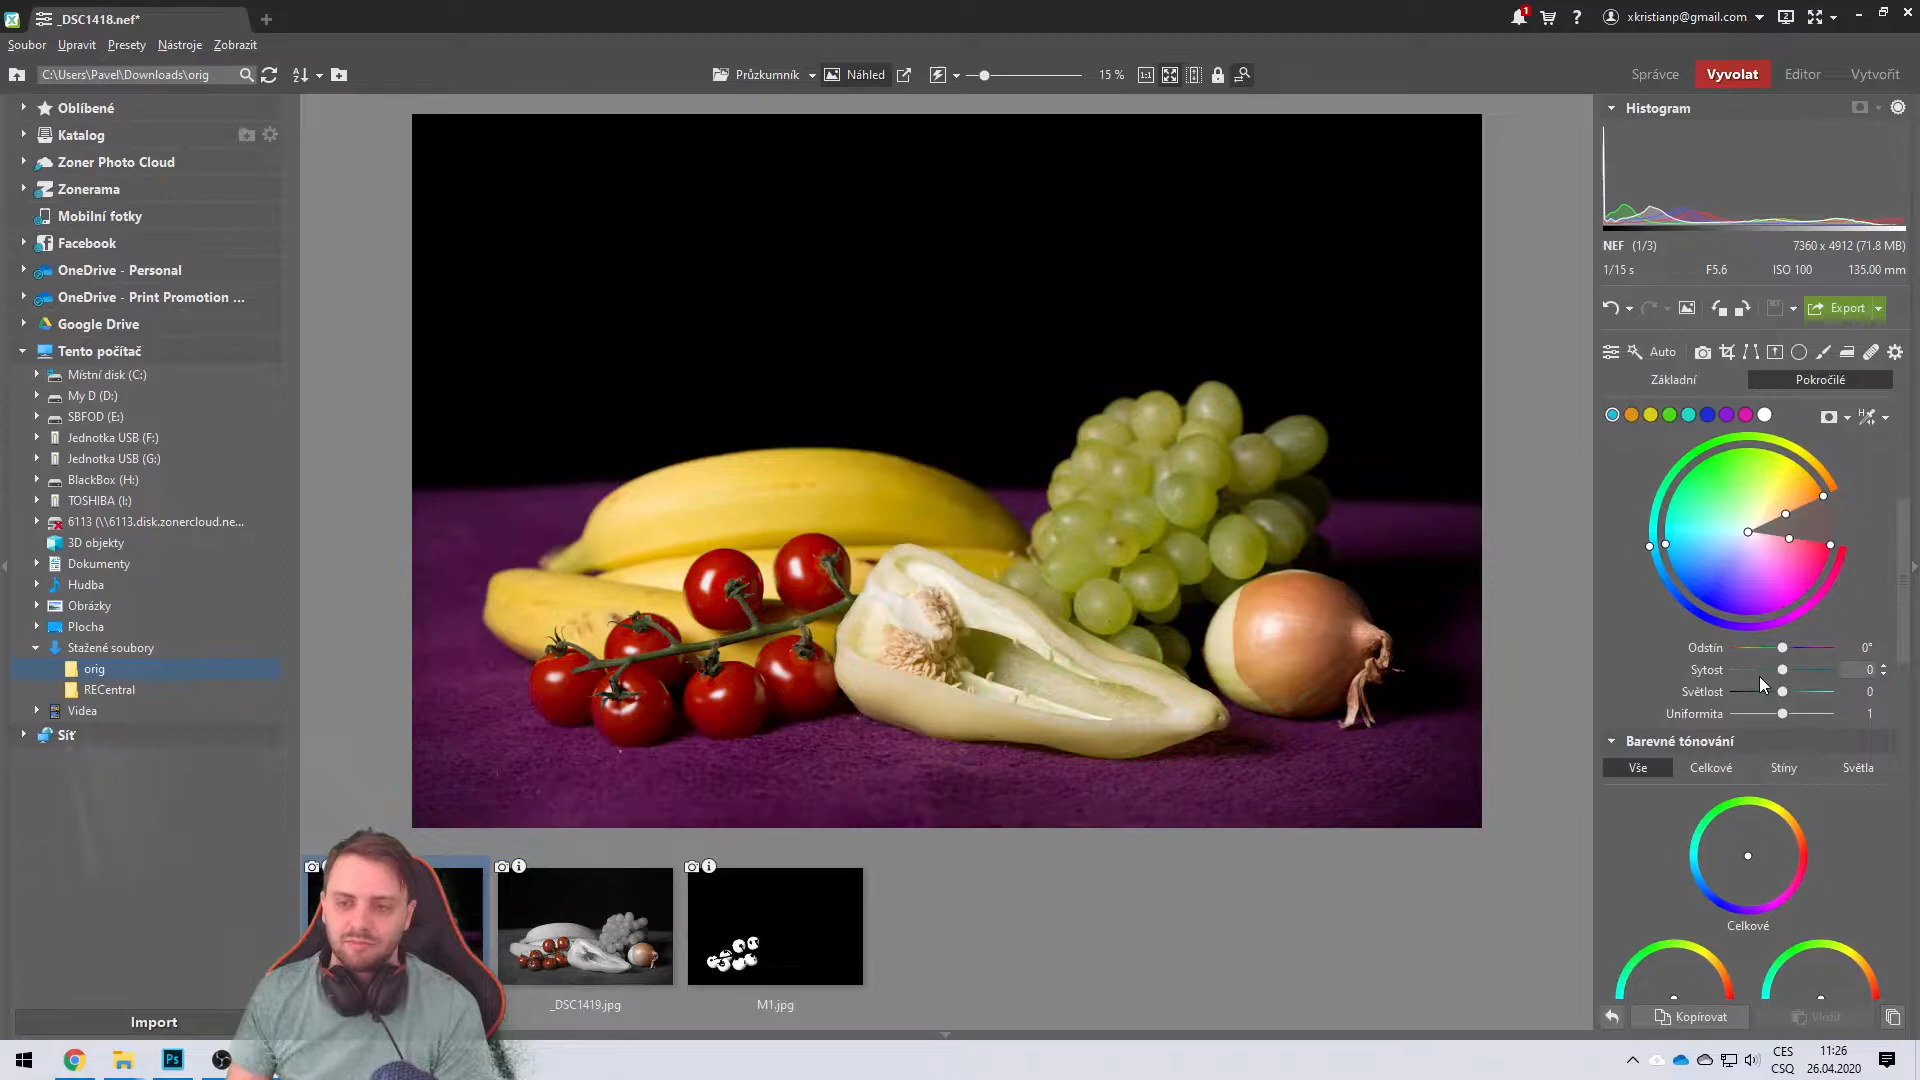 _DSC1418.nef*
1
xkristianp@gmail.com
2
Soubor Upravit Presety Nástroje Zobrazit
C:\Users\Pavel\Downloads\orig
Průzkumník
Náhled
15 %
1:1
Správce
Vyvolat
Editor
Vytvořit
Oblíbené
Katalog
Zoner Photo Cloud
Zonerama
Mobilní fotky
Facebook
OneDrive - Personal
OneDrive - Print Promotion ...
Google Drive
Tento počítač
Místní disk (C:)
My D (D:)
SBFOD (E:)
Jednotka USB (F:)
Jednotka USB (G:)
BlackBox (H:)
TOSHIBA (I:)
6113 (\\6113.disk.zonercloud.ne...
3D objekty
Dokumenty
Hudba
Obrázky
Plocha
Stažené soubory
orig
RECentral
Videa
Síť
Import
_DSC1419.jpg
M1.jpg
Histogram
NEF (1/3)
7360 x 4912 (71.8 MB)
1/15 s F5.6 ISO 100 135.00 mm
Export
Auto
Základní
Pokročilé
Odstín 0°
Sytost 0
Světlost 0
Uniformita 1
Barevné tónování
Vše Celkové Stíny Světla
Celkové
Kopírovat
Vložit
Ps
CES
CSQ
11:26
26.04.2020